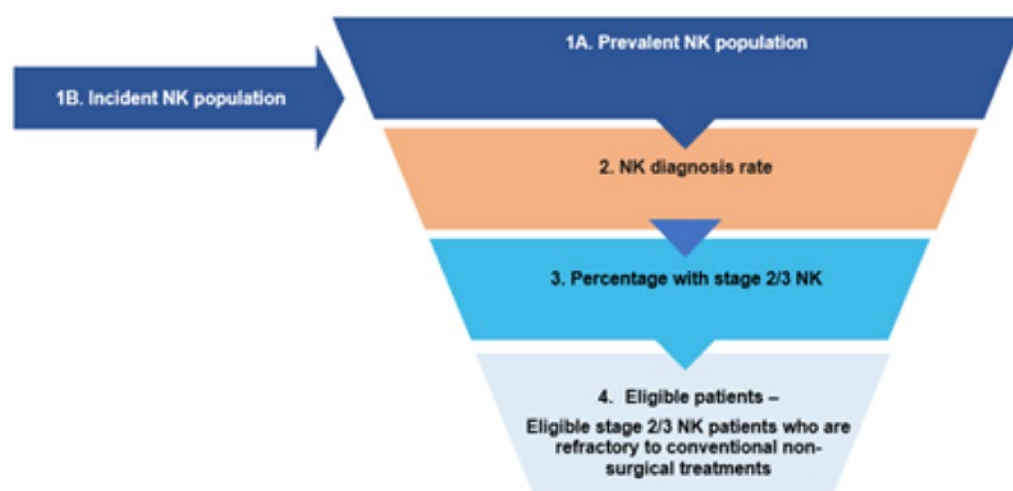 1A. Prevalent NK population
1B. Incident NK population
2. NK diagnosis rate
3. Percentage with stage 2/3 NK
4. Eligible patients –
Eligible stage 2/3 NK patients who are
refractory to conventional non-
surgical treatments